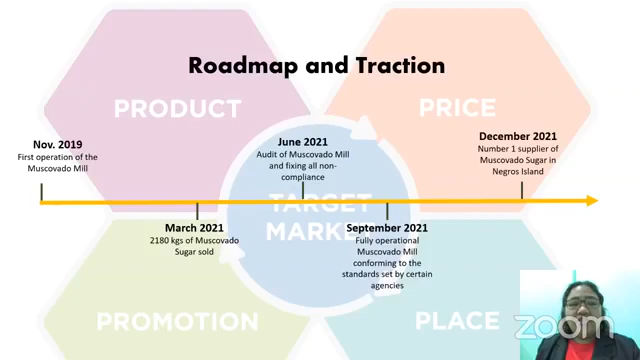 Roadmap and Traction
PRODUCT
PRICE
Nov. 2019
First operation of the
Muscovado Mill
June 2021
Audit of Muscovado Mill
and fixing all non-
compliance
December 2021
Number 1 supplier of
Muscovado Sugar in
Negros Island
TARGET
MARKET
March 2021
2180 kgs of Muscovado
Sugar sold
September 2021
Fully operational
Muscovado Mill
conforming to the
standards set by certain
agencies
PROMOTION
PLACE
zoom